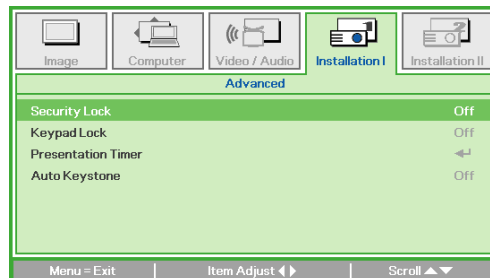 Image Computer Video / Audio Installation I Installation II
Advanced
Security Lock Off
Keypad Lock Off
Presentation Timer
Auto Keystone Off
Menu = Exit Item Adjust Scroll